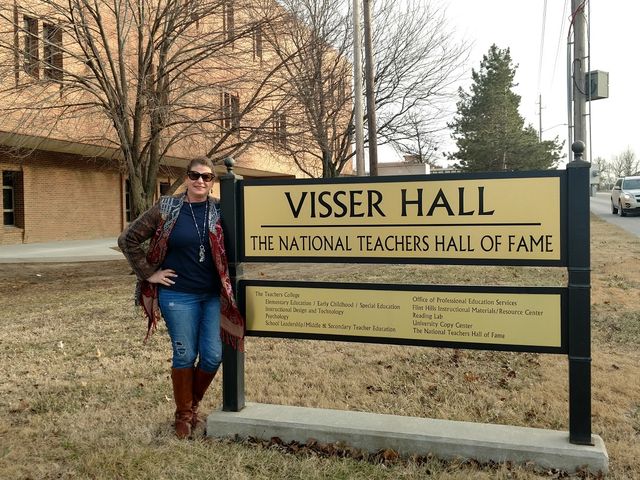 VISSER HALL
THE NATIONAL TEACHERS HALL OF FAME
The Teachers College
Elementary Education / Early Childhood / Special Education
Instructional Design and Technology
Psychology
School Leadership/Middle & Secondary Teacher Education
Office of Professional Education Services
Flint Hills Instructional Materials/Resource Center
Reading Lab
University Copy Center
The National Teachers Hall of Fame